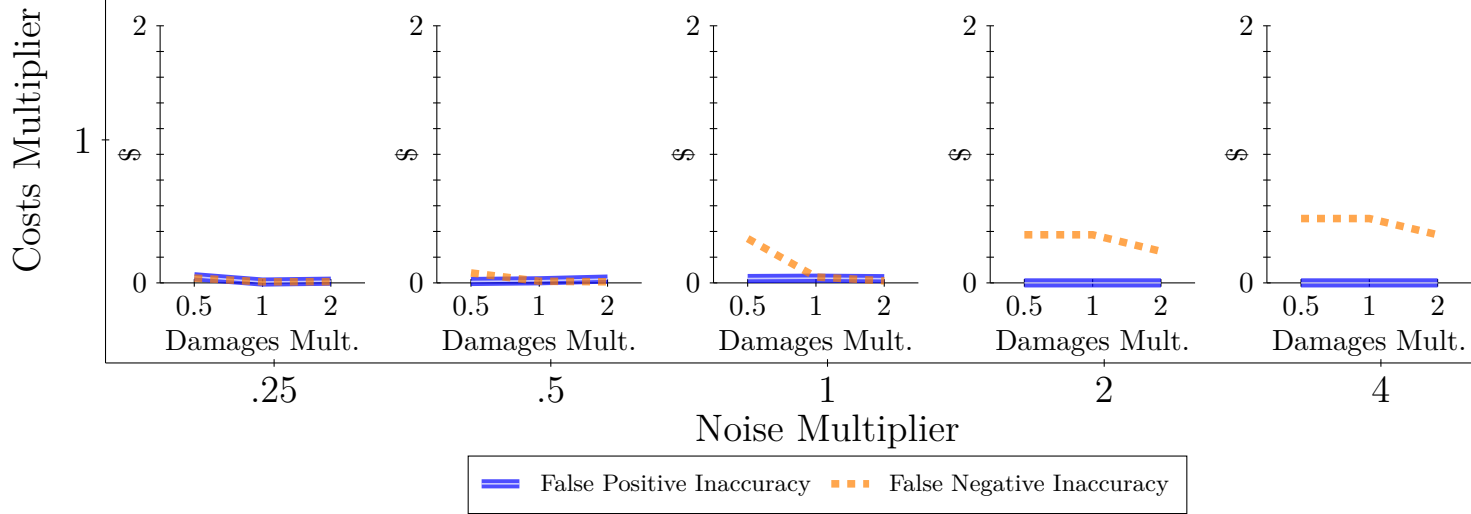 Costs Multiplier
1
2
$
0
0.5 1 2
Damages Mult.
2
$
0
0.5 1 2
Damages Mult.
2
$
0
0.5 1 2
Damages Mult.
2
$
0
0.5 1 2
Damages Mult.
2
$
0
0.5 1 2
Damages Mult.
.25 .5 1 2 4
Noise Multiplier
False Positive Inaccuracy False Negative Inaccuracy